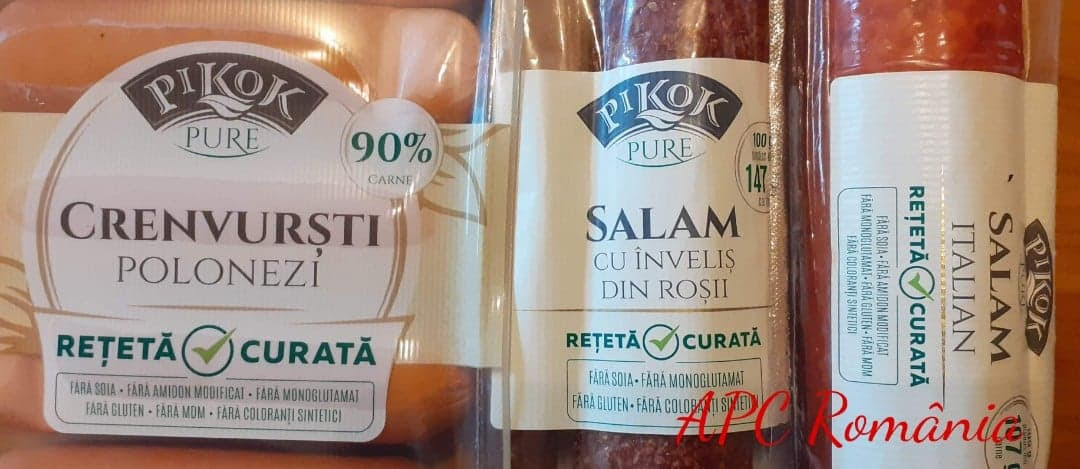 PIKOK
PURE
90%
CARNE
CRENVURȘTI
POLONEZI
REȚETĂ CURATĂ
FĂRĂ SOIA • FĂRĂ AMIDON MODIFICAT • FĂRĂ MONOGLUTAMAT
FĂRĂ GLUTEN • FĂRĂ MDM • FĂRĂ COLORANȚI SINTETICI
PIKOK
PURE
100
147
SALAM
CU ÎNVELIȘ
DIN ROȘII
REȚETĂ CURATĂ
FĂRĂ SOIA • FĂRĂ MONOGLUTAMAT
FĂRĂ GLUTEN • FĂRĂ COLORANȚI SINTETICI
PIKOK
PURE
SALAM
ITALIAN
REȚETĂ CURATĂ
FĂRĂ SOIA • FĂRĂ AMIDON MODIFICAT
FĂRĂ MONOGLUTAMAT • FĂRĂ MDM
FĂRĂ GLUTEN • FĂRĂ
FĂRĂ COLORANȚI SINTETICI
APC România